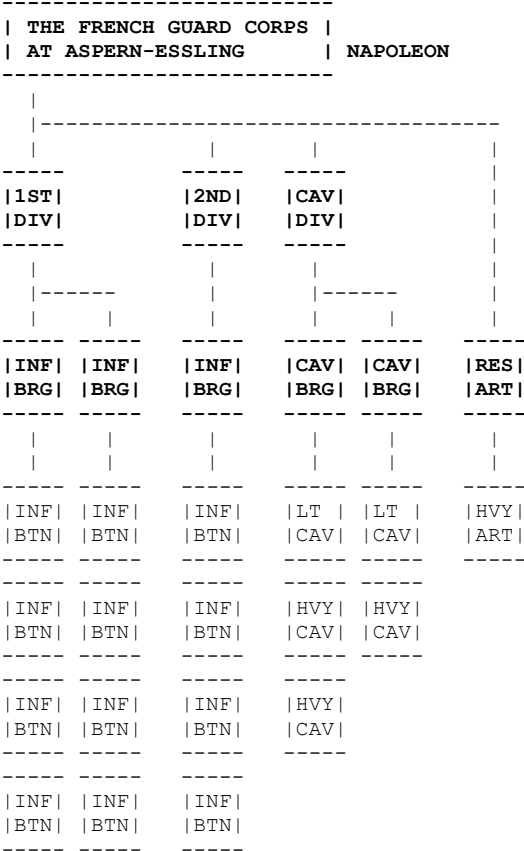 THE FRENCH GUARD CORPS
AT ASPERN-ESSLING NAPOLEON
1ST 2ND CAV
DIV DIV DIV
INF INF INF CAV CAV RES
BRG BRG BRG BRG BRG ART
INF INF INF LT LT HVY
BTN BTN BTN CAV CAV ART
INF INF INF HVY HVY
BTN BTN BTN CAV CAV
INF INF INF HVY
BTN BTN BTN CAV
INF INF INF
BTN BTN BTN